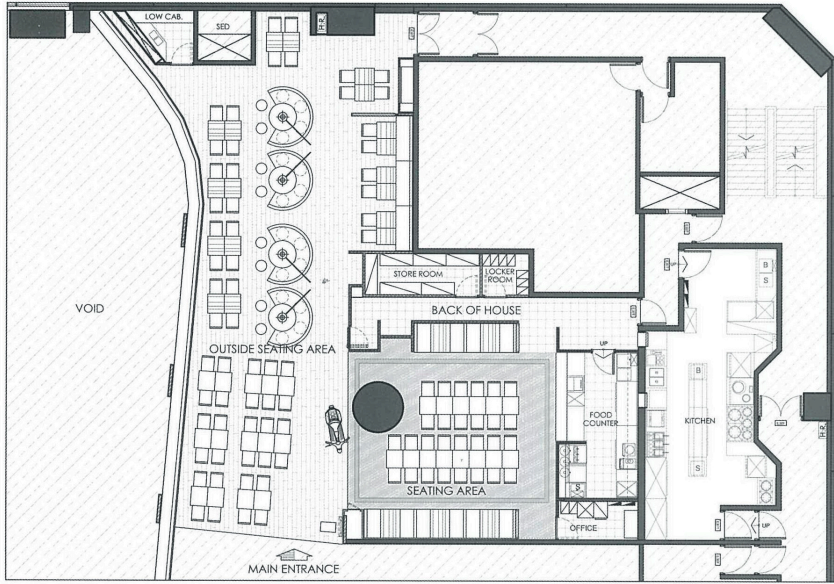 LOW CAB.
SED
H.R.
STORE ROOM
LOCKER
ROOM
BACK OF HOUSE
UP
B
S
VOID
OUTSIDE SEATING AREA
UP
B
FOOD
COUNTER
KITCHEN
H.R.
SEATING AREA
S
S
OFFICE
UP
MAIN ENTRANCE